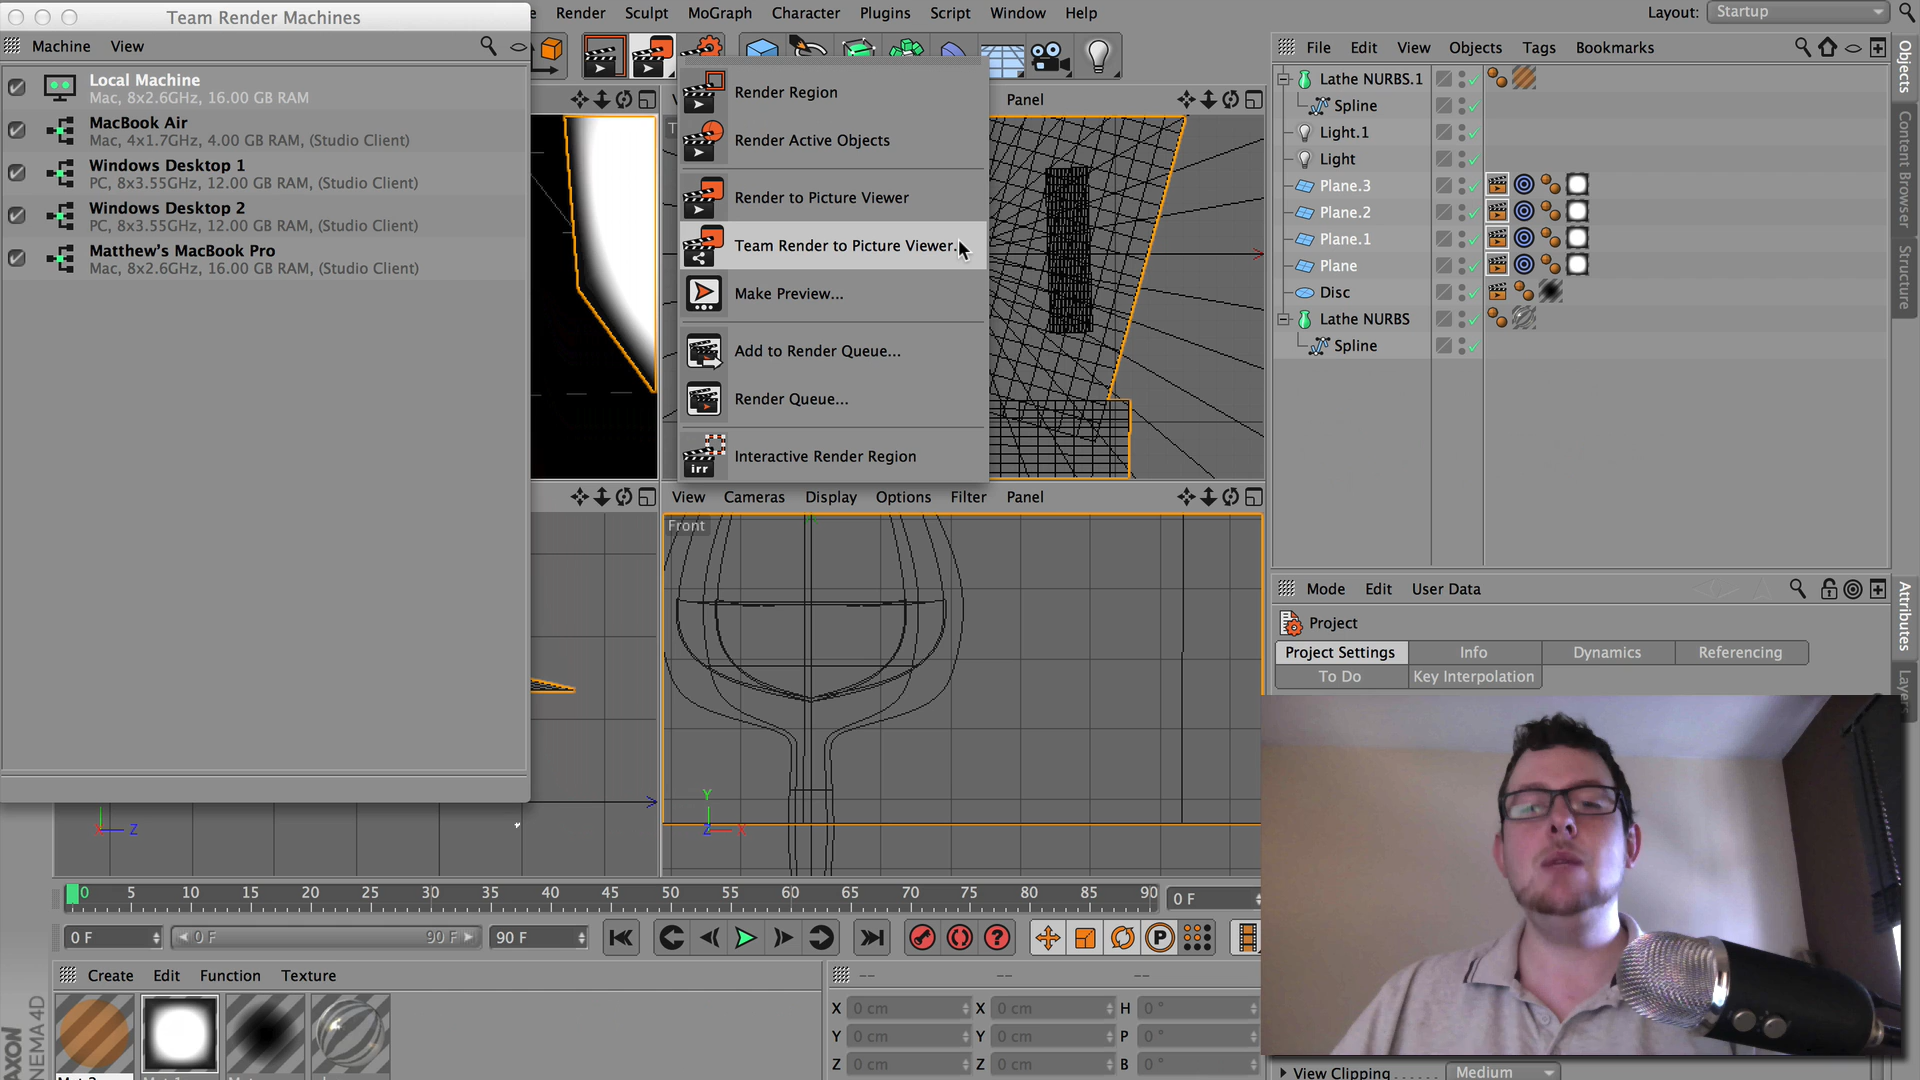 Team Render Machines
Machine View
Local Machine
Mac, 8x2.6GHz, 16.00 GB RAM
MacBook Air
Mac, 4x1.7GHz, 4.00 GB RAM, (Studio Client)
Windows Desktop 1
PC, 8x3.55GHz, 12.00 GB RAM, (Studio Client)
Windows Desktop 2
PC, 8x3.55GHz, 12.00 GB RAM, (Studio Client)
Matthew's MacBook Pro
Mac, 8x2.6GHz, 16.00 GB RAM, (Studio Client)
Render Sculpt MoGraph Character Plugins Script Window Help
Layout: Startup
Render Region
Render Active Objects
Render to Picture Viewer
Team Render to Picture Viewer...
Make Preview...
Add to Render Queue...
Render Queue...
irr Interactive Render Region
Panel
View Cameras Display Options Filter Panel
Front
Y
Z X
Z
File Edit View Objects Tags Bookmarks
Lathe NURBS.1
Spline
Light.1
Light
Plane.3
Plane.2
Plane.1
Plane
Disc
Lathe NURBS
Spline
Objects
Content Browser
Structure
Attributes
Layers
Mode Edit User Data
Project
Project Settings Info Dynamics Referencing
To Do Key Interpolation
0 5 10 15 20 25 30 35 40 45 50 55 60 65 70 75 80 85 90 0 F
0 F 0 F 90 F 90 F
P
Create Edit Function Texture
-- -- --
X 0 cm X 0 cm H 0 °
Y 0 cm Y 0 cm P 0 °
Z 0 cm Z 0 cm B 0 °
View Clipping...... Medium